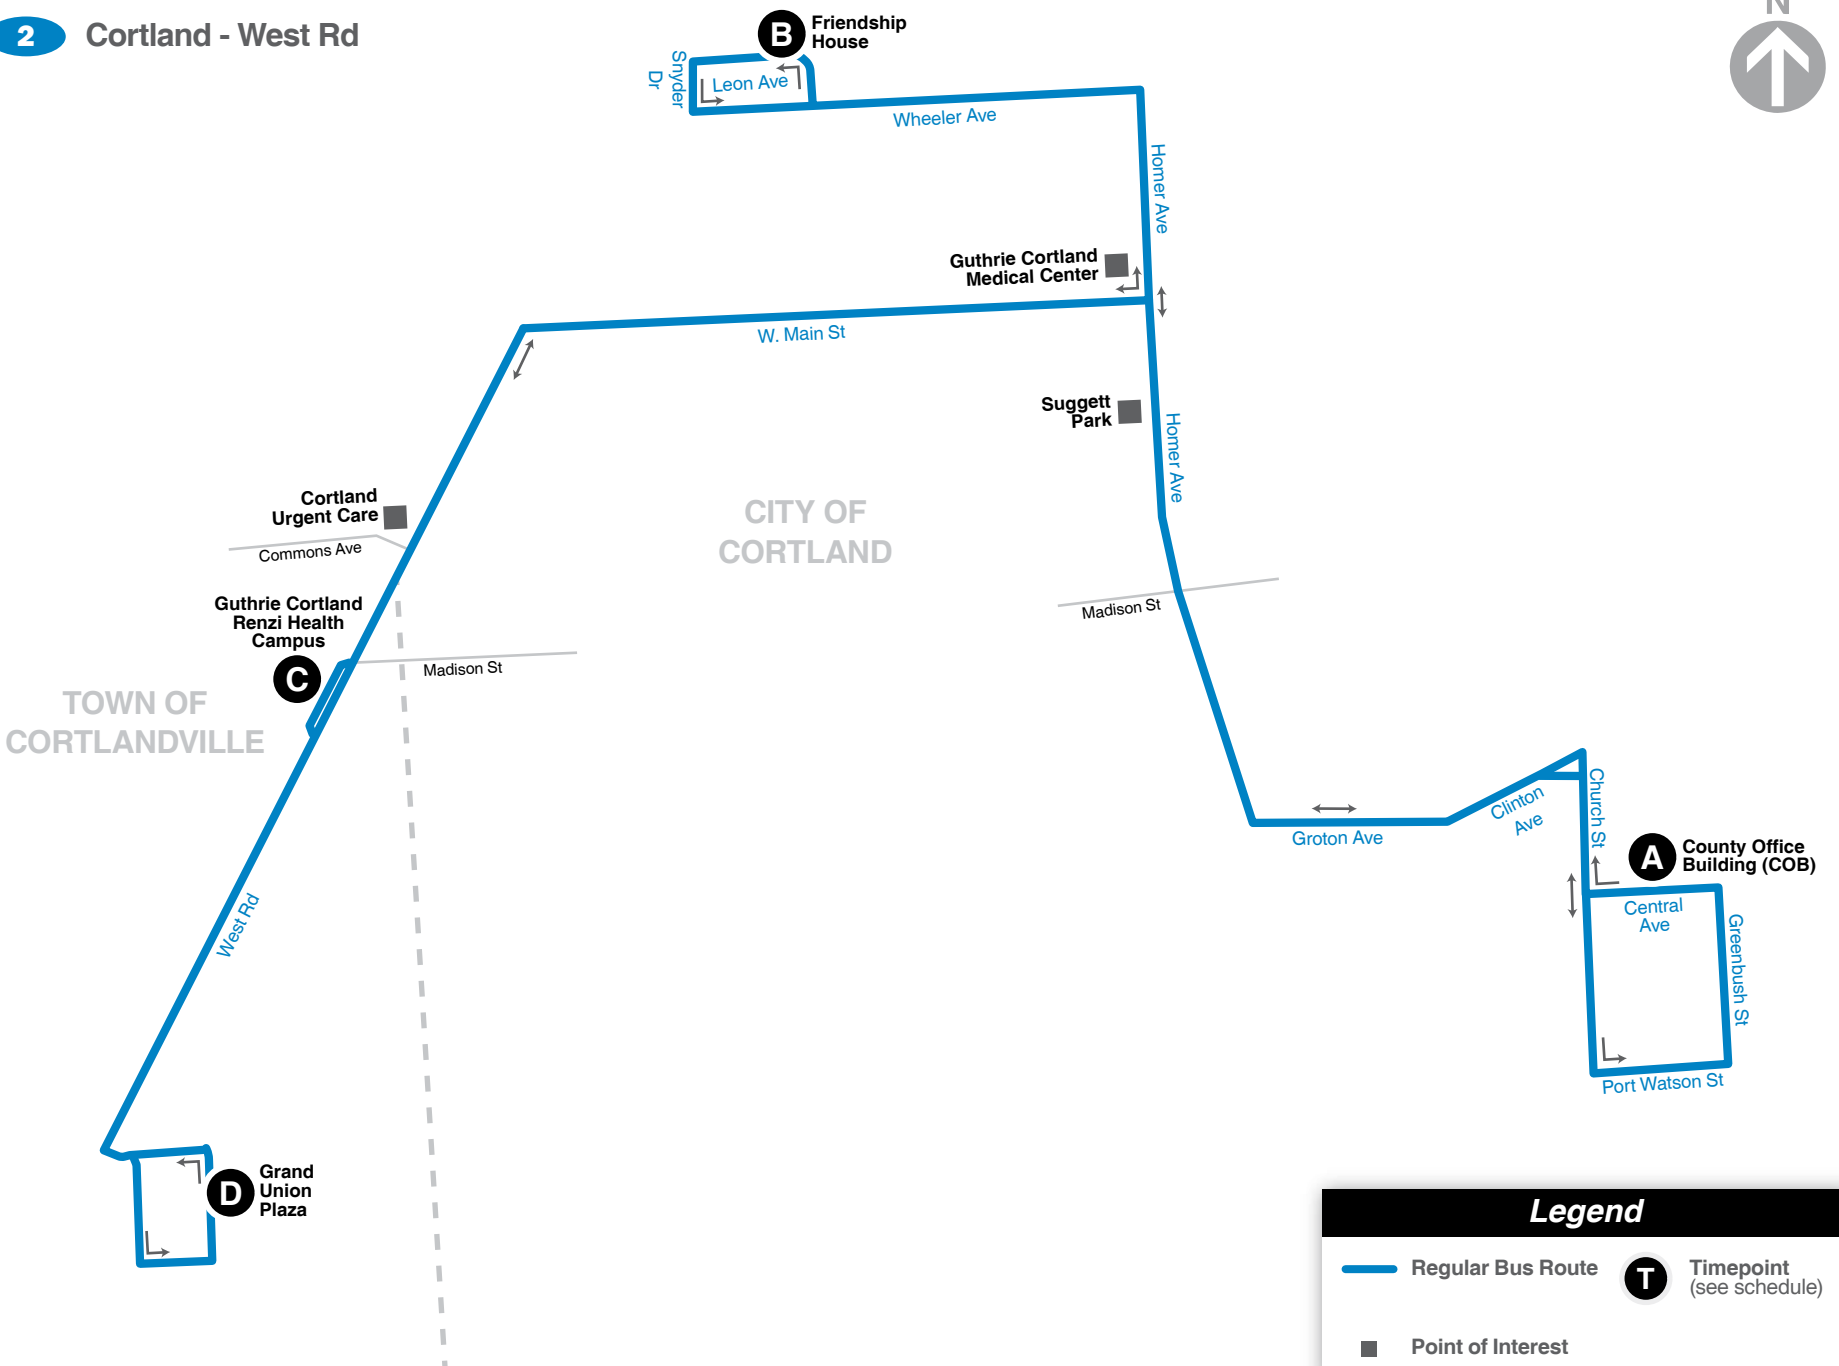 2 Cortland - West Rd
B Friendship
House
N
Snyder
Dr
Leon Ave
Wheeler Ave
Homer Ave
Guthrie Cortland
Medical Center
W. Main St
Suggett
Park
Homer Ave
Cortland
Urgent Care
Commons Ave
CITY OF
CORTLAND
Guthrie Cortland
Renzi Health
Campus
C
Madison St
Madison St
TOWN OF
CORTLANDVILLE
Clinton
Ave
Church St
Groton Ave
A County Office
Building (COB)
Central
Ave
Greenbush St
Port Watson St
West Rd
D Grand
Union
Plaza
Legend
Regular Bus Route
T Timepoint
(see schedule)
Point of Interest